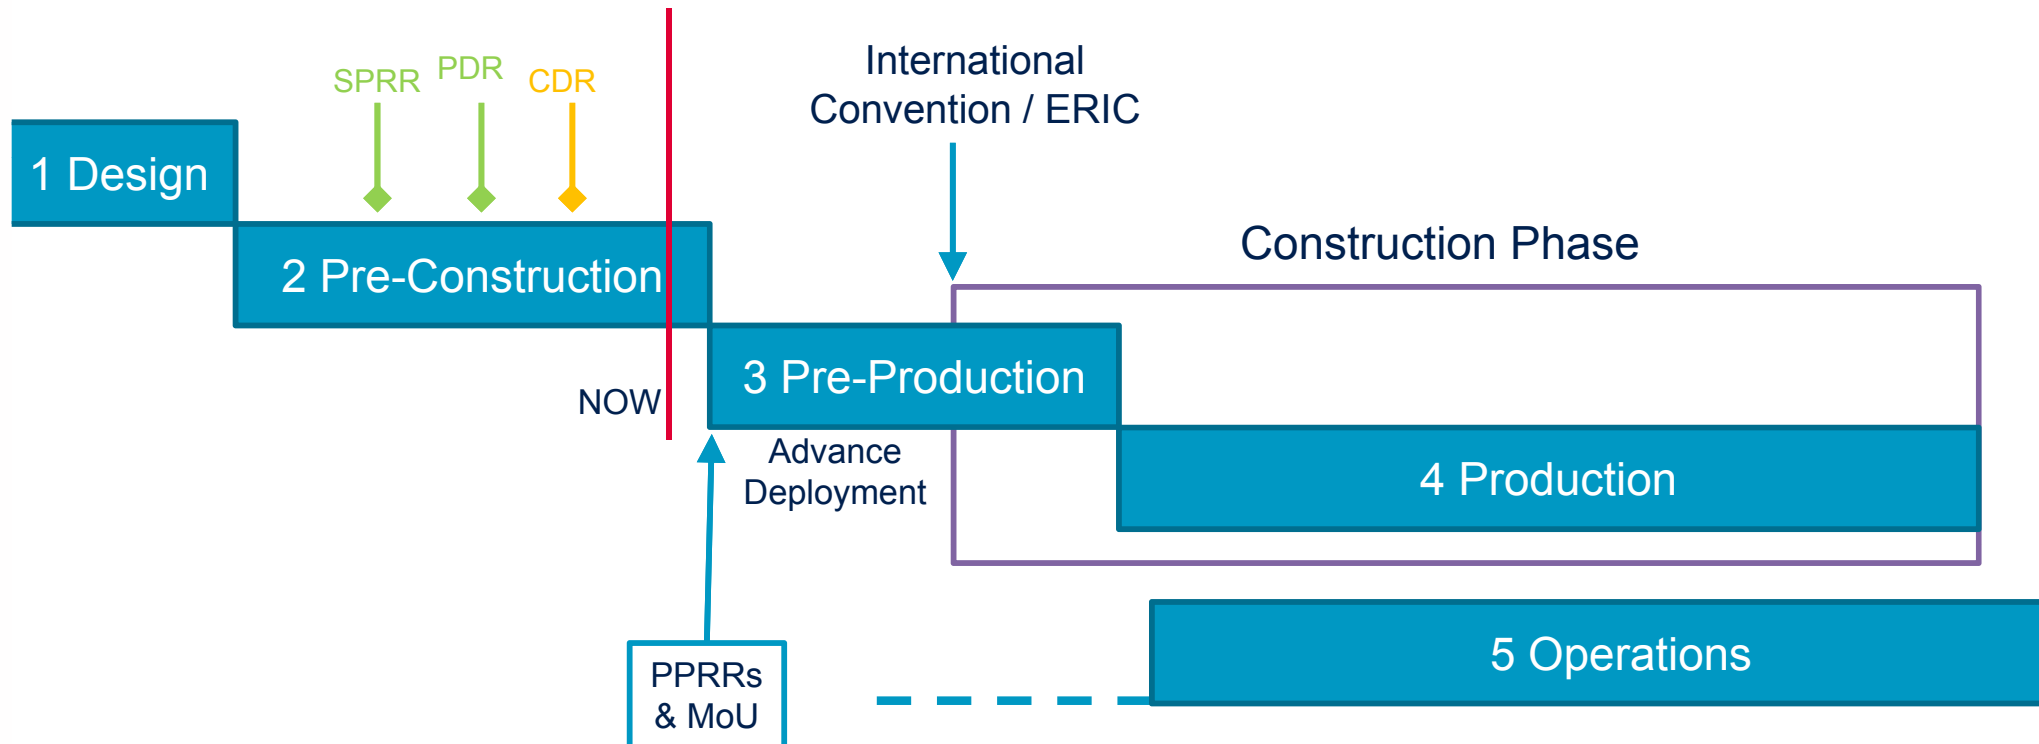 SPRR
PDR
CDR
International
Convention / ERIC
1 Design
2 Pre-Construction
Construction Phase
3 Pre-Production
NOW
Advance
Deployment
4 Production
5 Operations
PPRRs
& MoU